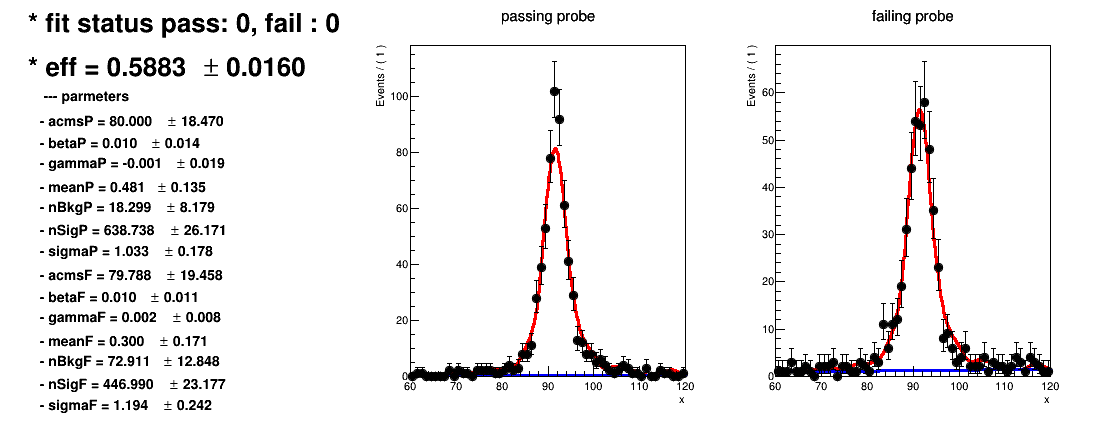 * fit status pass: 0, fail : 0
* eff = 0.5883 ± 0.0160
--- parmeters
- acmsP = 80.000 ± 18.470
- betaP = 0.010 ± 0.014
- gammaP = -0.001 ± 0.019
- meanP = 0.481 ± 0.135
- nBkgP = 18.299 ± 8.179
- nSigP = 638.738 ± 26.171
- sigmaP = 1.033 ± 0.178
- acmsF = 79.788 ± 19.458
- betaF = 0.010 ± 0.011
- gammaF = 0.002 ± 0.008
- meanF = 0.300 ± 0.171
- nBkgF = 72.911 ± 12.848
- nSigF = 446.990 ± 23.177
- sigmaF = 1.194 ± 0.242
passing probe
Events / ( 1 )
100
80
60
40
20
0
60 70 80 90 100 110 120
x
failing probe
Events / ( 1 )
60
50
40
30
20
10
0
60 70 80 90 100 110 120
x